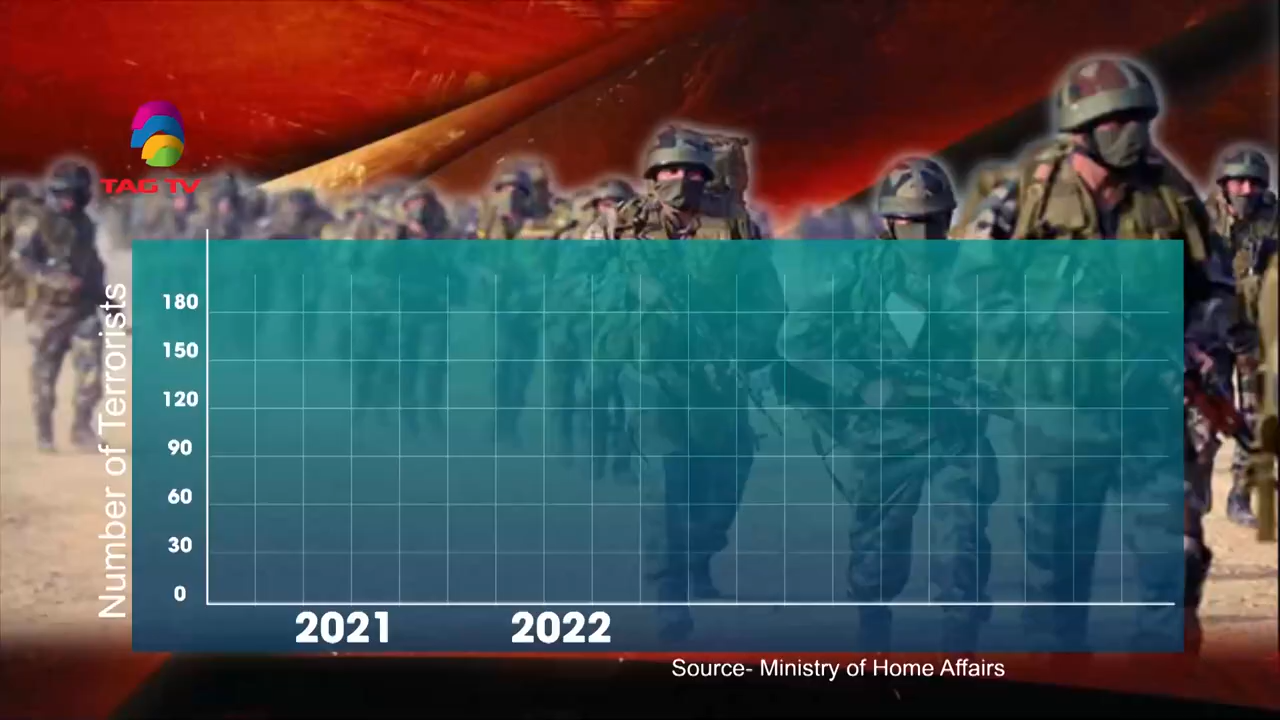 TAG TV
Number of Terrorists
180
150
120
90
60
30
0
2021 2022
Source- Ministry of Home Affairs